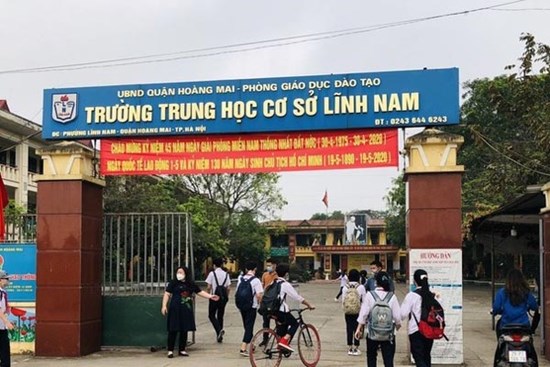 UBND QUẬN HOÀNG MAI - PHÒNG GIÁO DỤC ĐÀO TẠO
TRƯỜNG TRUNG HỌC CƠ SỞ LĨNH NAM
ĐC : PHƯỜNG LĨNH NAM - QUẬN HOÀNG MAI - TP. HÀ NỘI
ĐT : 0243 644 6243
CHÀO MỪNG KỶ NIỆM 45 NĂM NGÀY GIẢI PHÓNG MIỀN NAM THỐNG NHẤT ĐẤT NƯỚC ( 30-4-1975 - 30-4-2020 )
NGÀY QUỐC TẾ LAO ĐỘNG 1-5 VÀ KỶ NIỆM 130 NĂM NGÀY SINH CHỦ TỊCH HỒ CHÍ MINH ( 19-5-1890 - 19-5-2020 )
HƯỚNG DẪN